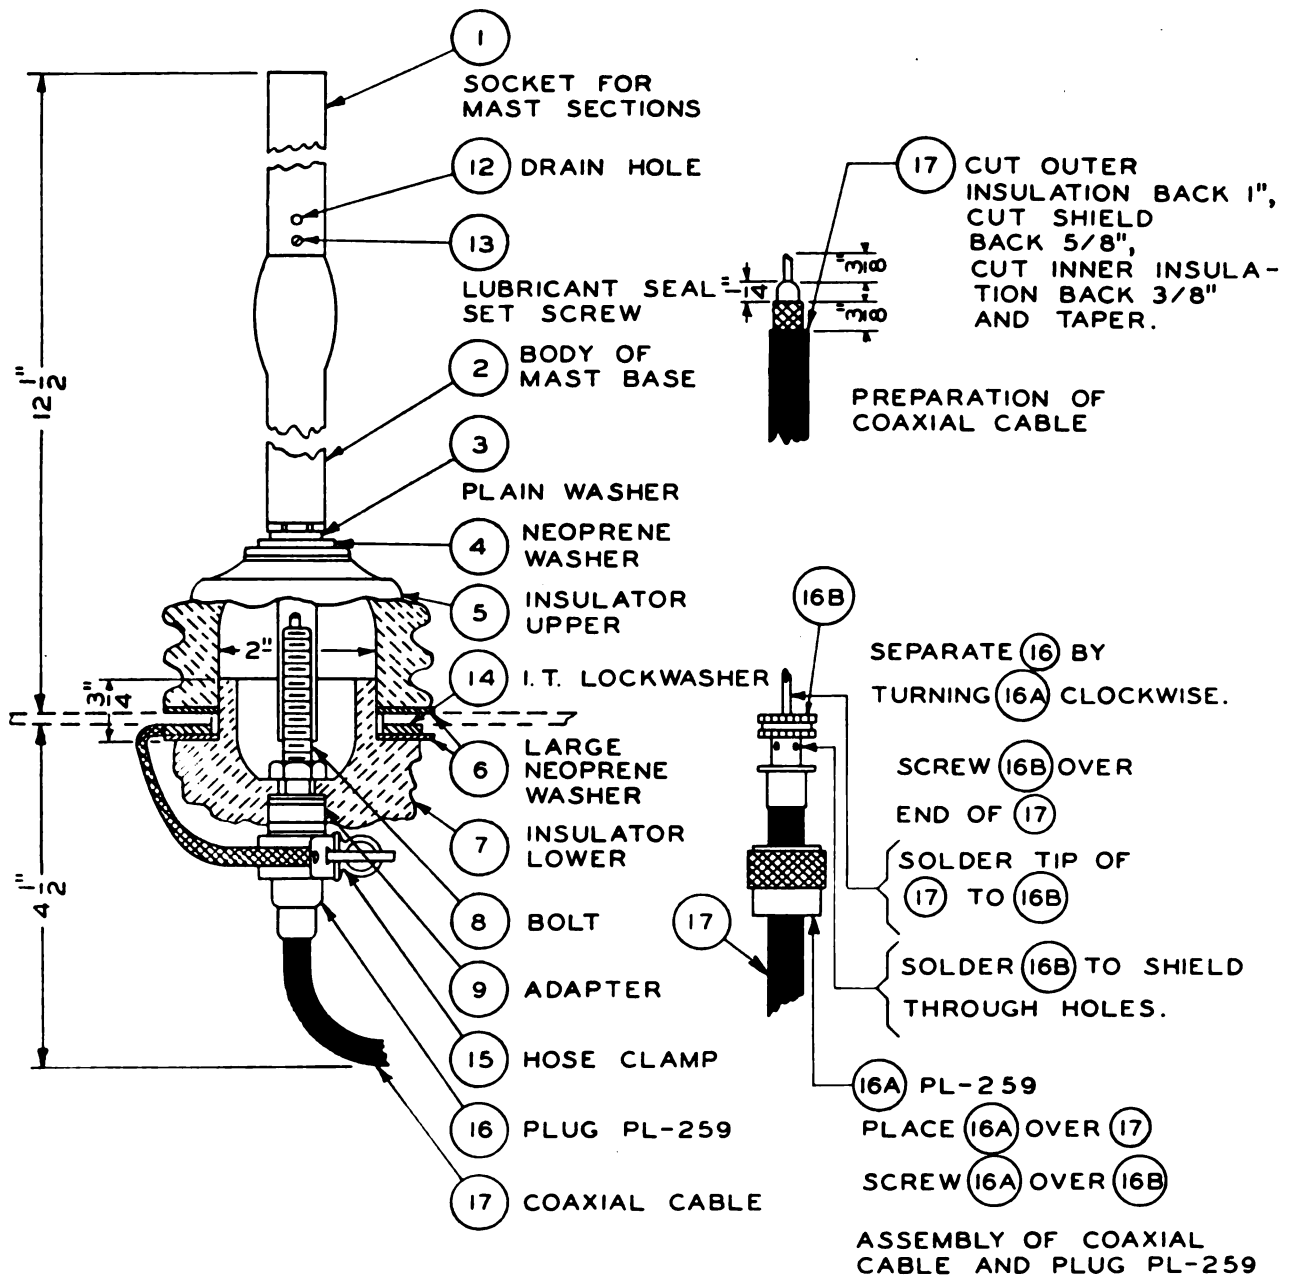 1
SOCKET FOR
MAST SECTIONS
12 DRAIN HOLE
13
LUBRICANT SEAL
SET SCREW
2 BODY OF
MAST BASE
3
PLAIN WASHER
4 NEOPRENE
WASHER
5 INSULATOR
UPPER
14 I.T. LOCKWASHER
6 LARGE
NEOPRENE
WASHER
7 INSULATOR
LOWER
8 BOLT
9 ADAPTER
15 HOSE CLAMP
16 PLUG PL-259
17 COAXIAL CABLE
12 1/2"
2"
3/4"
4 1/2"
17 CUT OUTER
INSULATION BACK 1",
CUT SHIELD
BACK 5/8",
CUT INNER INSULA-
TION BACK 3/8"
AND TAPER.
3/8"
1/4"
3/8"
PREPARATION OF
COAXIAL CABLE
16B
SEPARATE 16 BY
TURNING 16A CLOCKWISE.
SCREW 16B OVER
END OF 17
SOLDER TIP OF
17 TO 16B
17
SOLDER 16B TO SHIELD
THROUGH HOLES.
16A PL-259
PLACE 16A OVER 17
SCREW 16A OVER 16B
ASSEMBLY OF COAXIAL
CABLE AND PLUG PL-259